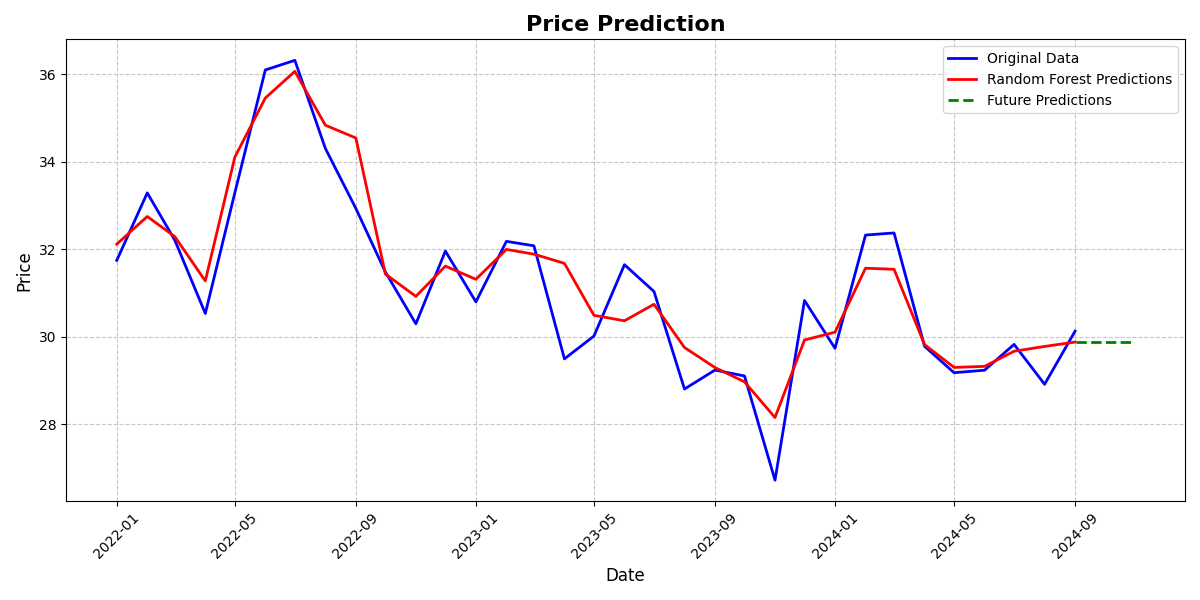 Price Prediction
Original Data
Random Forest Predictions
Future Predictions
Price
36
34
32
30
28
2022-01
2022-05
2022-09
2023-01
2023-05
2023-09
2024-01
2024-05
2024-09
Date